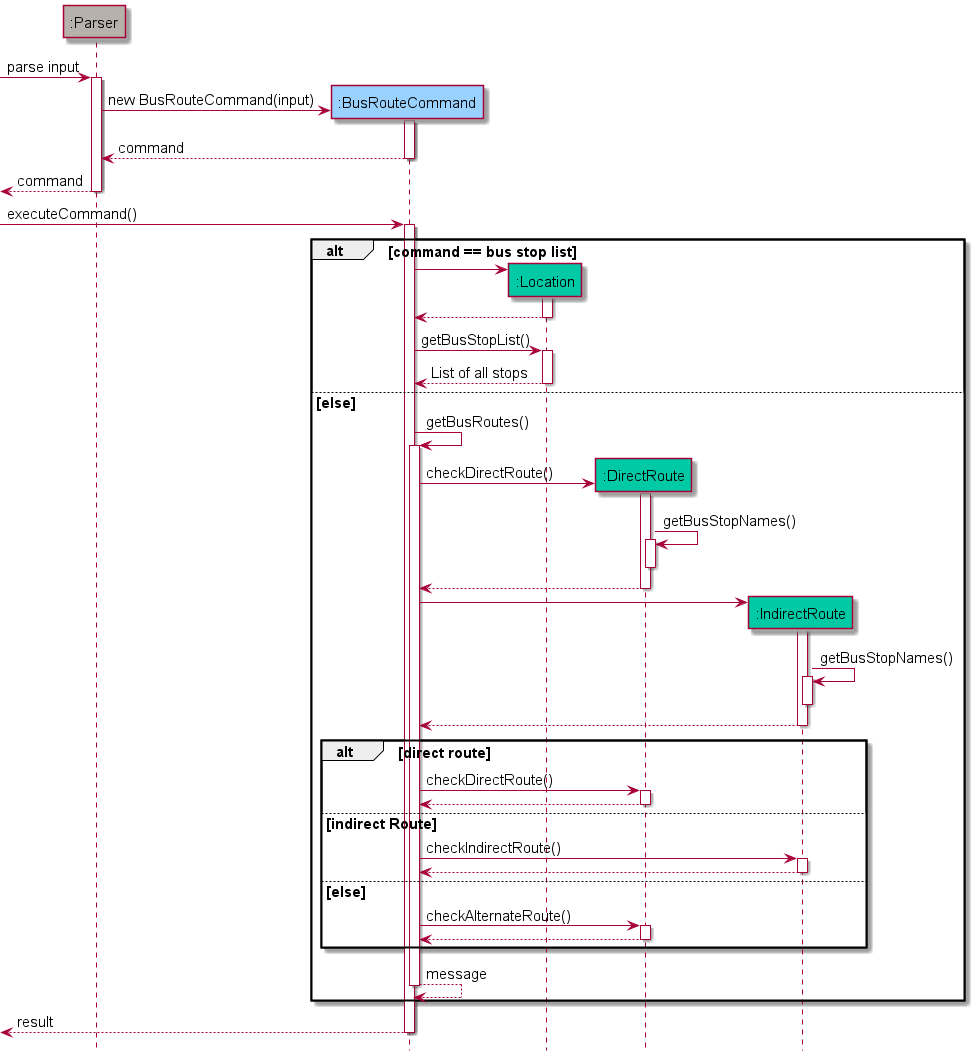 :Parser
parse input
new BusRouteCommand(input)
:BusRouteCommand
command
command
executeCommand()
alt
[command == bus stop list]
:Location
getBusStopList()
List of all stops
[else]
getBusRoutes()
checkDirectRoute()
:DirectRoute
getBusStopNames()
:IndirectRoute
getBusStopNames()
alt
[direct route]
checkDirectRoute()
[indirect Route]
checkIndirectRoute()
[else]
checkAlternateRoute()
message
result